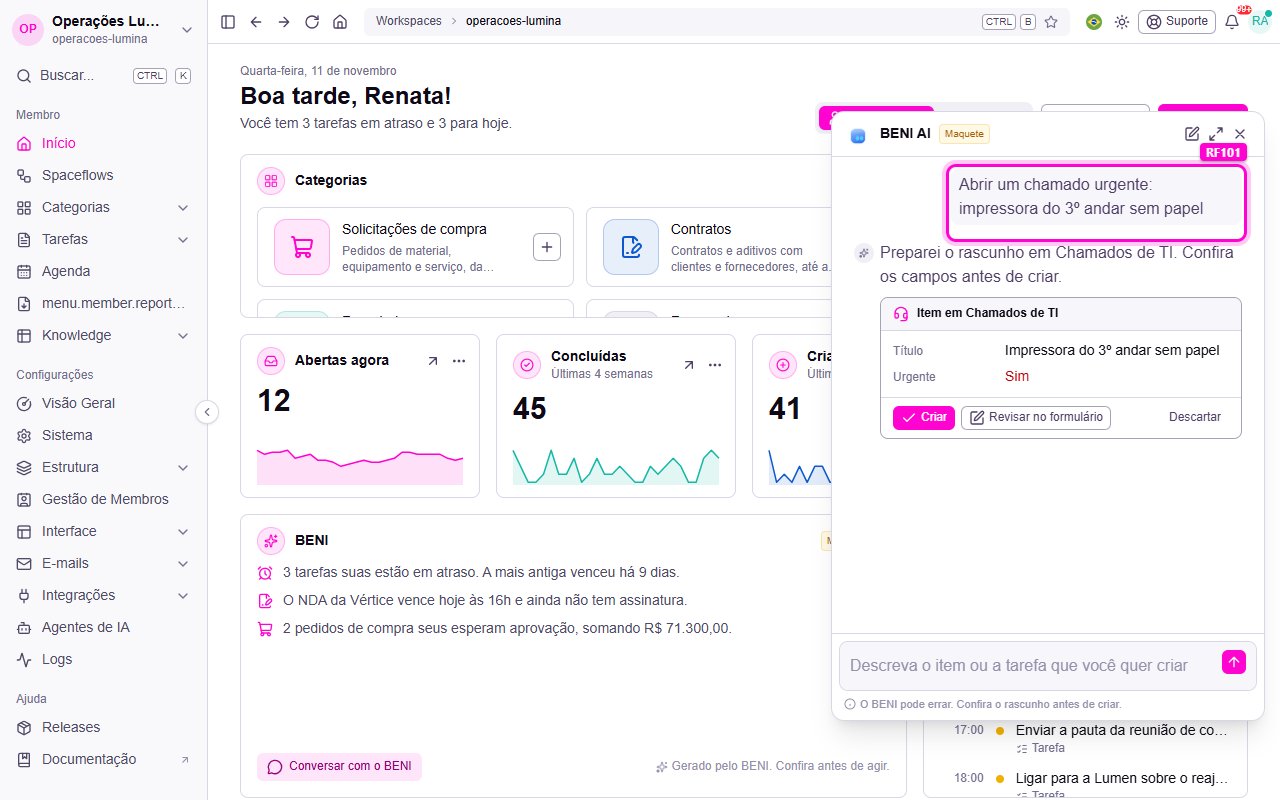 OP
Operações Lu...
operacoes-lumina
Buscar...
CTRL
K
Membro
Início
Spaceflows
Categorias
Tarefas
Agenda
menu.member.report...
Knowledge
Configurações
Visão Geral
Sistema
Estrutura
Gestão de Membros
Interface
E-mails
Integrações
Agentes de IA
Logs
Ajuda
Releases
Documentação
Workspaces
operacoes-lumina
CTRL
B
Suporte
99+
RA
Quarta-feira, 11 de novembro
Boa tarde, Renata!
Você tem 3 tarefas em atraso e 3 para hoje.
Categorias
Solicitações de compra
Pedidos de material,
equipamento e serviço, da...
Contratos
Contratos e aditivos com
clientes e fornecedores, até a
Abertas agora
12
Concluídas
Últimas 4 semanas
45
41
BENI
3 tarefas suas estão em atraso. A mais antiga venceu há 9 dias.
O NDA da Vértice vence hoje às 16h e ainda não tem assinatura.
2 pedidos de compra seus esperam aprovação, somando R$ 71.300,00.
Conversar com o BENI
Gerado pelo BENI. Confira antes de agir.
BENI AI
Maquete
RF101
Abrir um chamado urgente:
impressora do 3º andar sem papel
Preparei o rascunho em Chamados de TI. Confira
os campos antes de criar.
Item em Chamados de TI
Título
Impressora do 3º andar sem papel
Urgente
Sim
Criar
Revisar no formulário
Descartar
Descreva o item ou a tarefa que você quer criar
O BENI pode errar. Confira o rascunho antes de criar.
17:00
Enviar a pauta da reunião de co...
Tarefa
18:00
Ligar para a Lumen sobre o reaj...
Tarefa